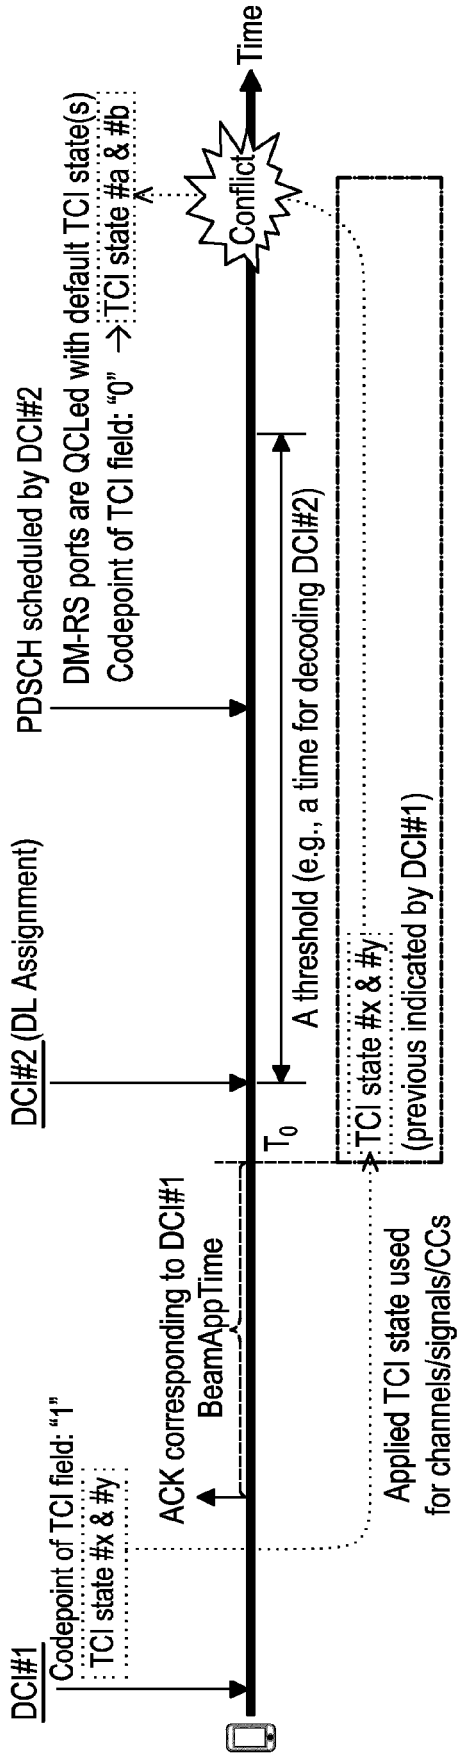 DCI#1
Codepoint of TCI field: “1”
TCI state #x & #y
ACK corresponding to DCI#1
BeamAppTime
Applied TCI state used
for channels/signals/CCs
T0
DCI#2 (DL Assignment)
A threshold (e.g., a time for decoding DCI#2)
TCI state #x & #y
(previous indicated by DCI#1)
PDSCH scheduled by DCI#2
DM-RS ports are QCLed with default TCI state(s)
Codepoint of TCI field: “0” → TCI state #a & #b
Conflict
Time